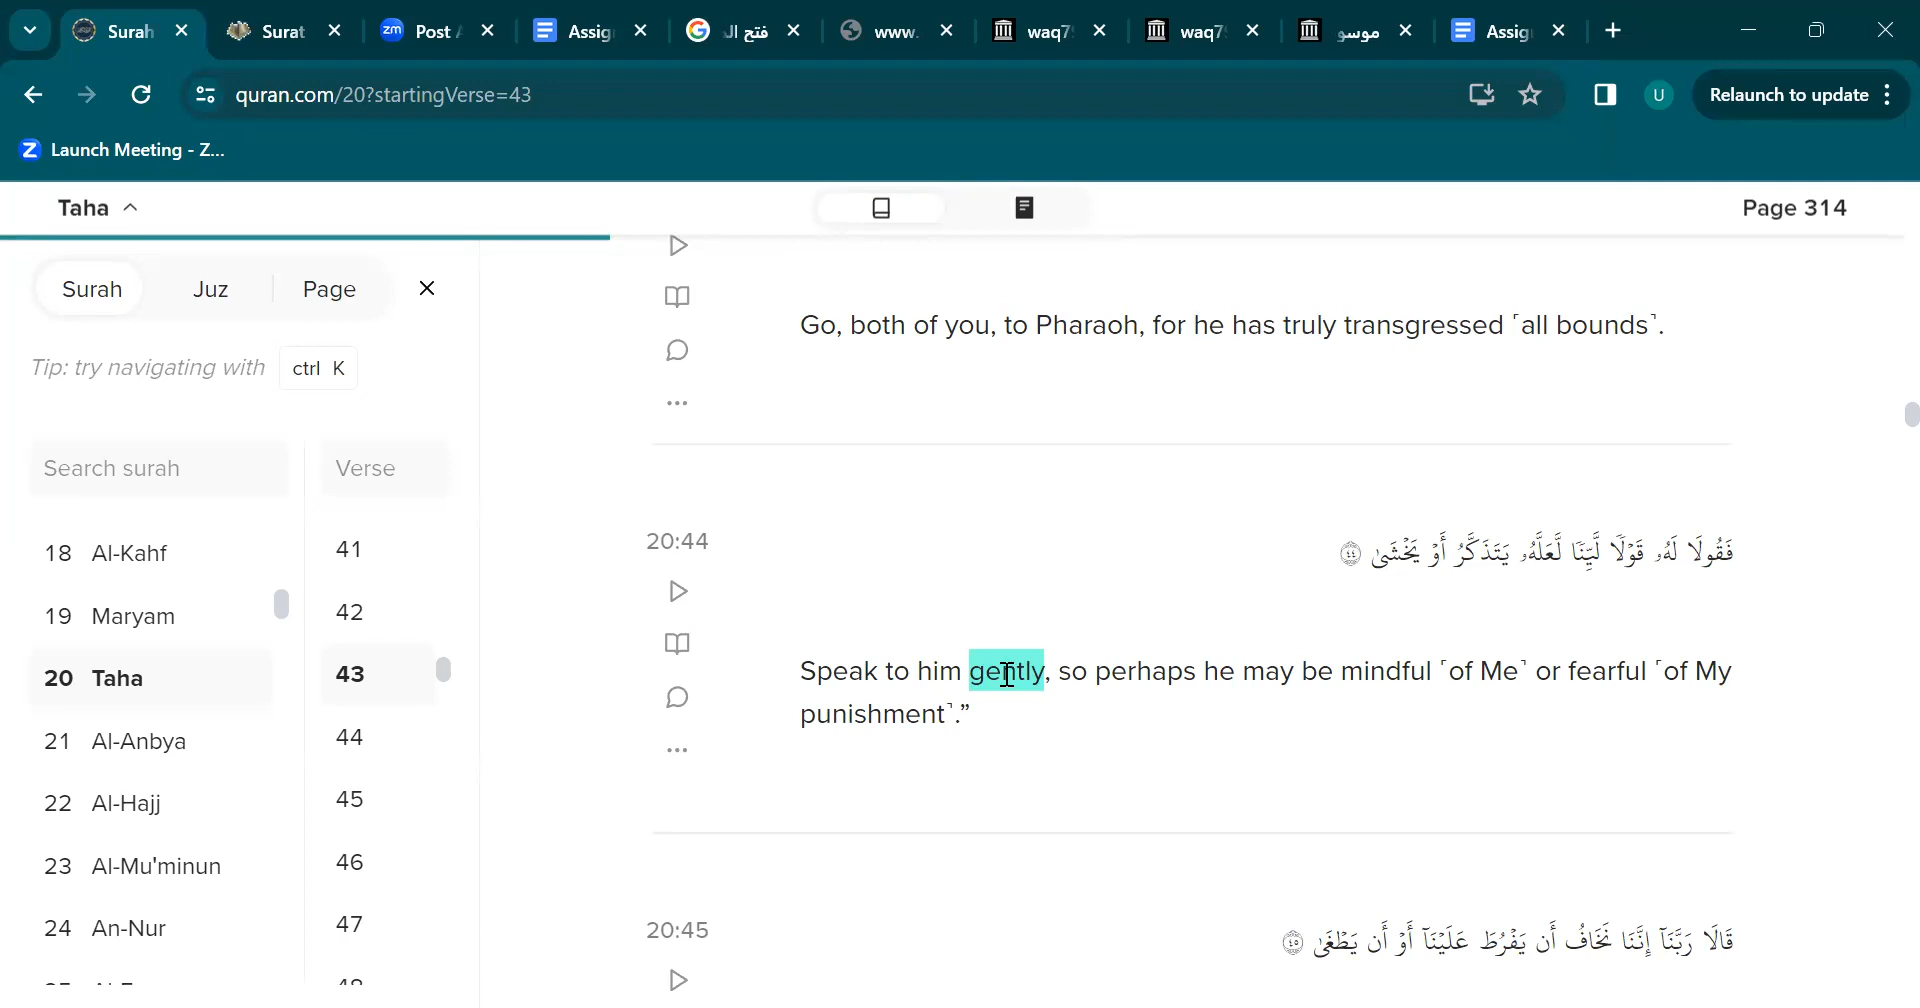 Surah
Surat
zm Post A
Assig
فتح ال
www.
waq7
waq7
موسو
Assig
quran.com/20?startingVerse=43
U
Relaunch to update
Z Launch Meeting - Z...
Taha
Page 314
Surah Juz Page
Tip: try navigating with ctrl K
Search surah
Verse
18 Al-Kahf
19 Maryam
20 Taha
21 Al-Anbya
22 Al-Hajj
23 Al-Mu'minun
24 An-Nur
41
42
43
44
45
46
47
Go, both of you, to Pharaoh, for he has truly transgressed ˹all bounds˺.
20:44
فَقُولَا لَهُۥ قَوْلًا لَّيِّنًا لَّعَلَّهُۥ يَتَذَكَّرُ أَوْ يَخْشَىٰ ٤٤
Speak to him gently, so perhaps he may be mindful ˹of Me˺ or fearful ˹of My
punishment˺.”
20:45
قَالَا رَبَّنَآ إِنَّنَا نَخَافُ أَن يَفْرُطَ عَلَيْنَآ أَوْ أَن يَطْغَىٰ ٤٥